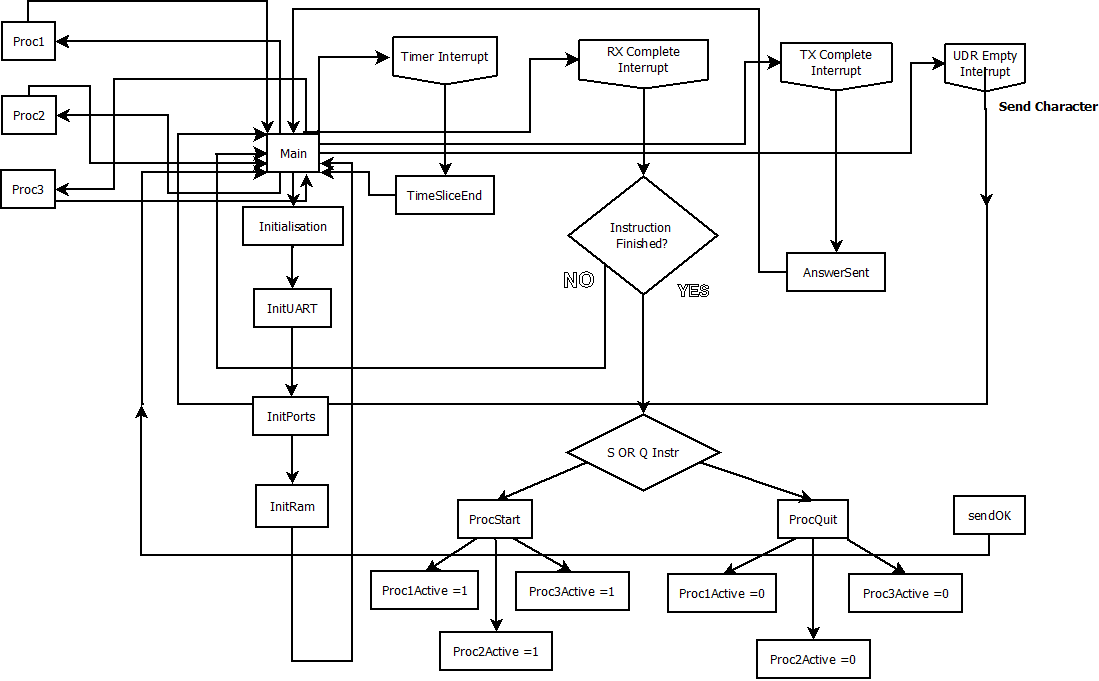 Proc1
Timer Interrupt
RX Complete
Interrupt
TX Complete
Interrupt
UDR Empty
Interrupt
Send Character
Proc2
Main
Proc3
TimeSliceEnd
Initialisation
Instruction
Finished?
NO
YES
AnswerSent
InitUART
InitPorts
S OR Q Instr
InitRam
ProcStart
ProcQuit
sendOK
Proc1Active =1
Proc3Active =1
Proc1Active =0
Proc3Active =0
Proc2Active =1
Proc2Active =0